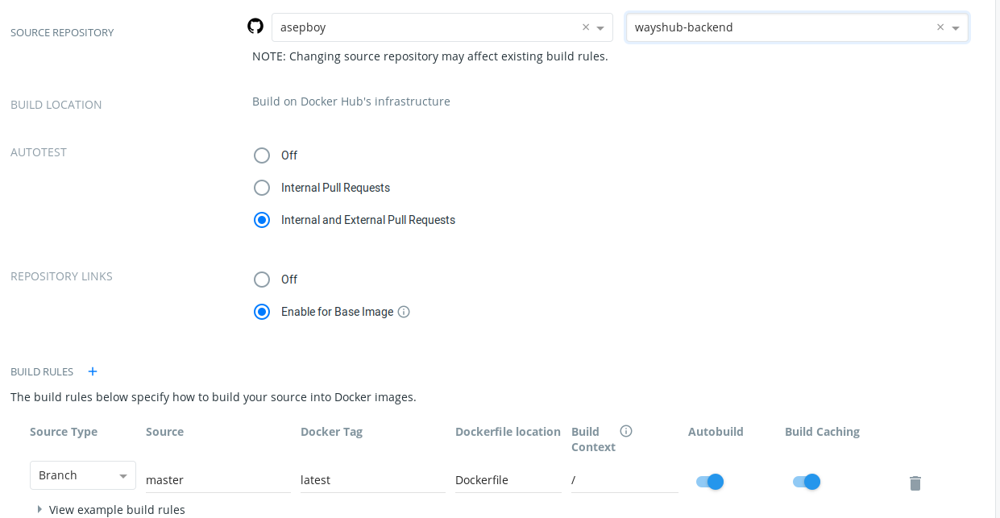 SOURCE REPOSITORY
asepboy
wayshub-backend
NOTE: Changing source repository may affect existing build rules.
BUILD LOCATION
Build on Docker Hub's infrastructure
AUTOTEST
Off
Internal Pull Requests
Internal and External Pull Requests
REPOSITORY LINKS
Off
Enable for Base Image
BUILD RULES
The build rules below specify how to build your source into Docker images.
Source Type Source Docker Tag Dockerfile location Build Context Autobuild Build Caching
Branch master latest Dockerfile /
View example build rules